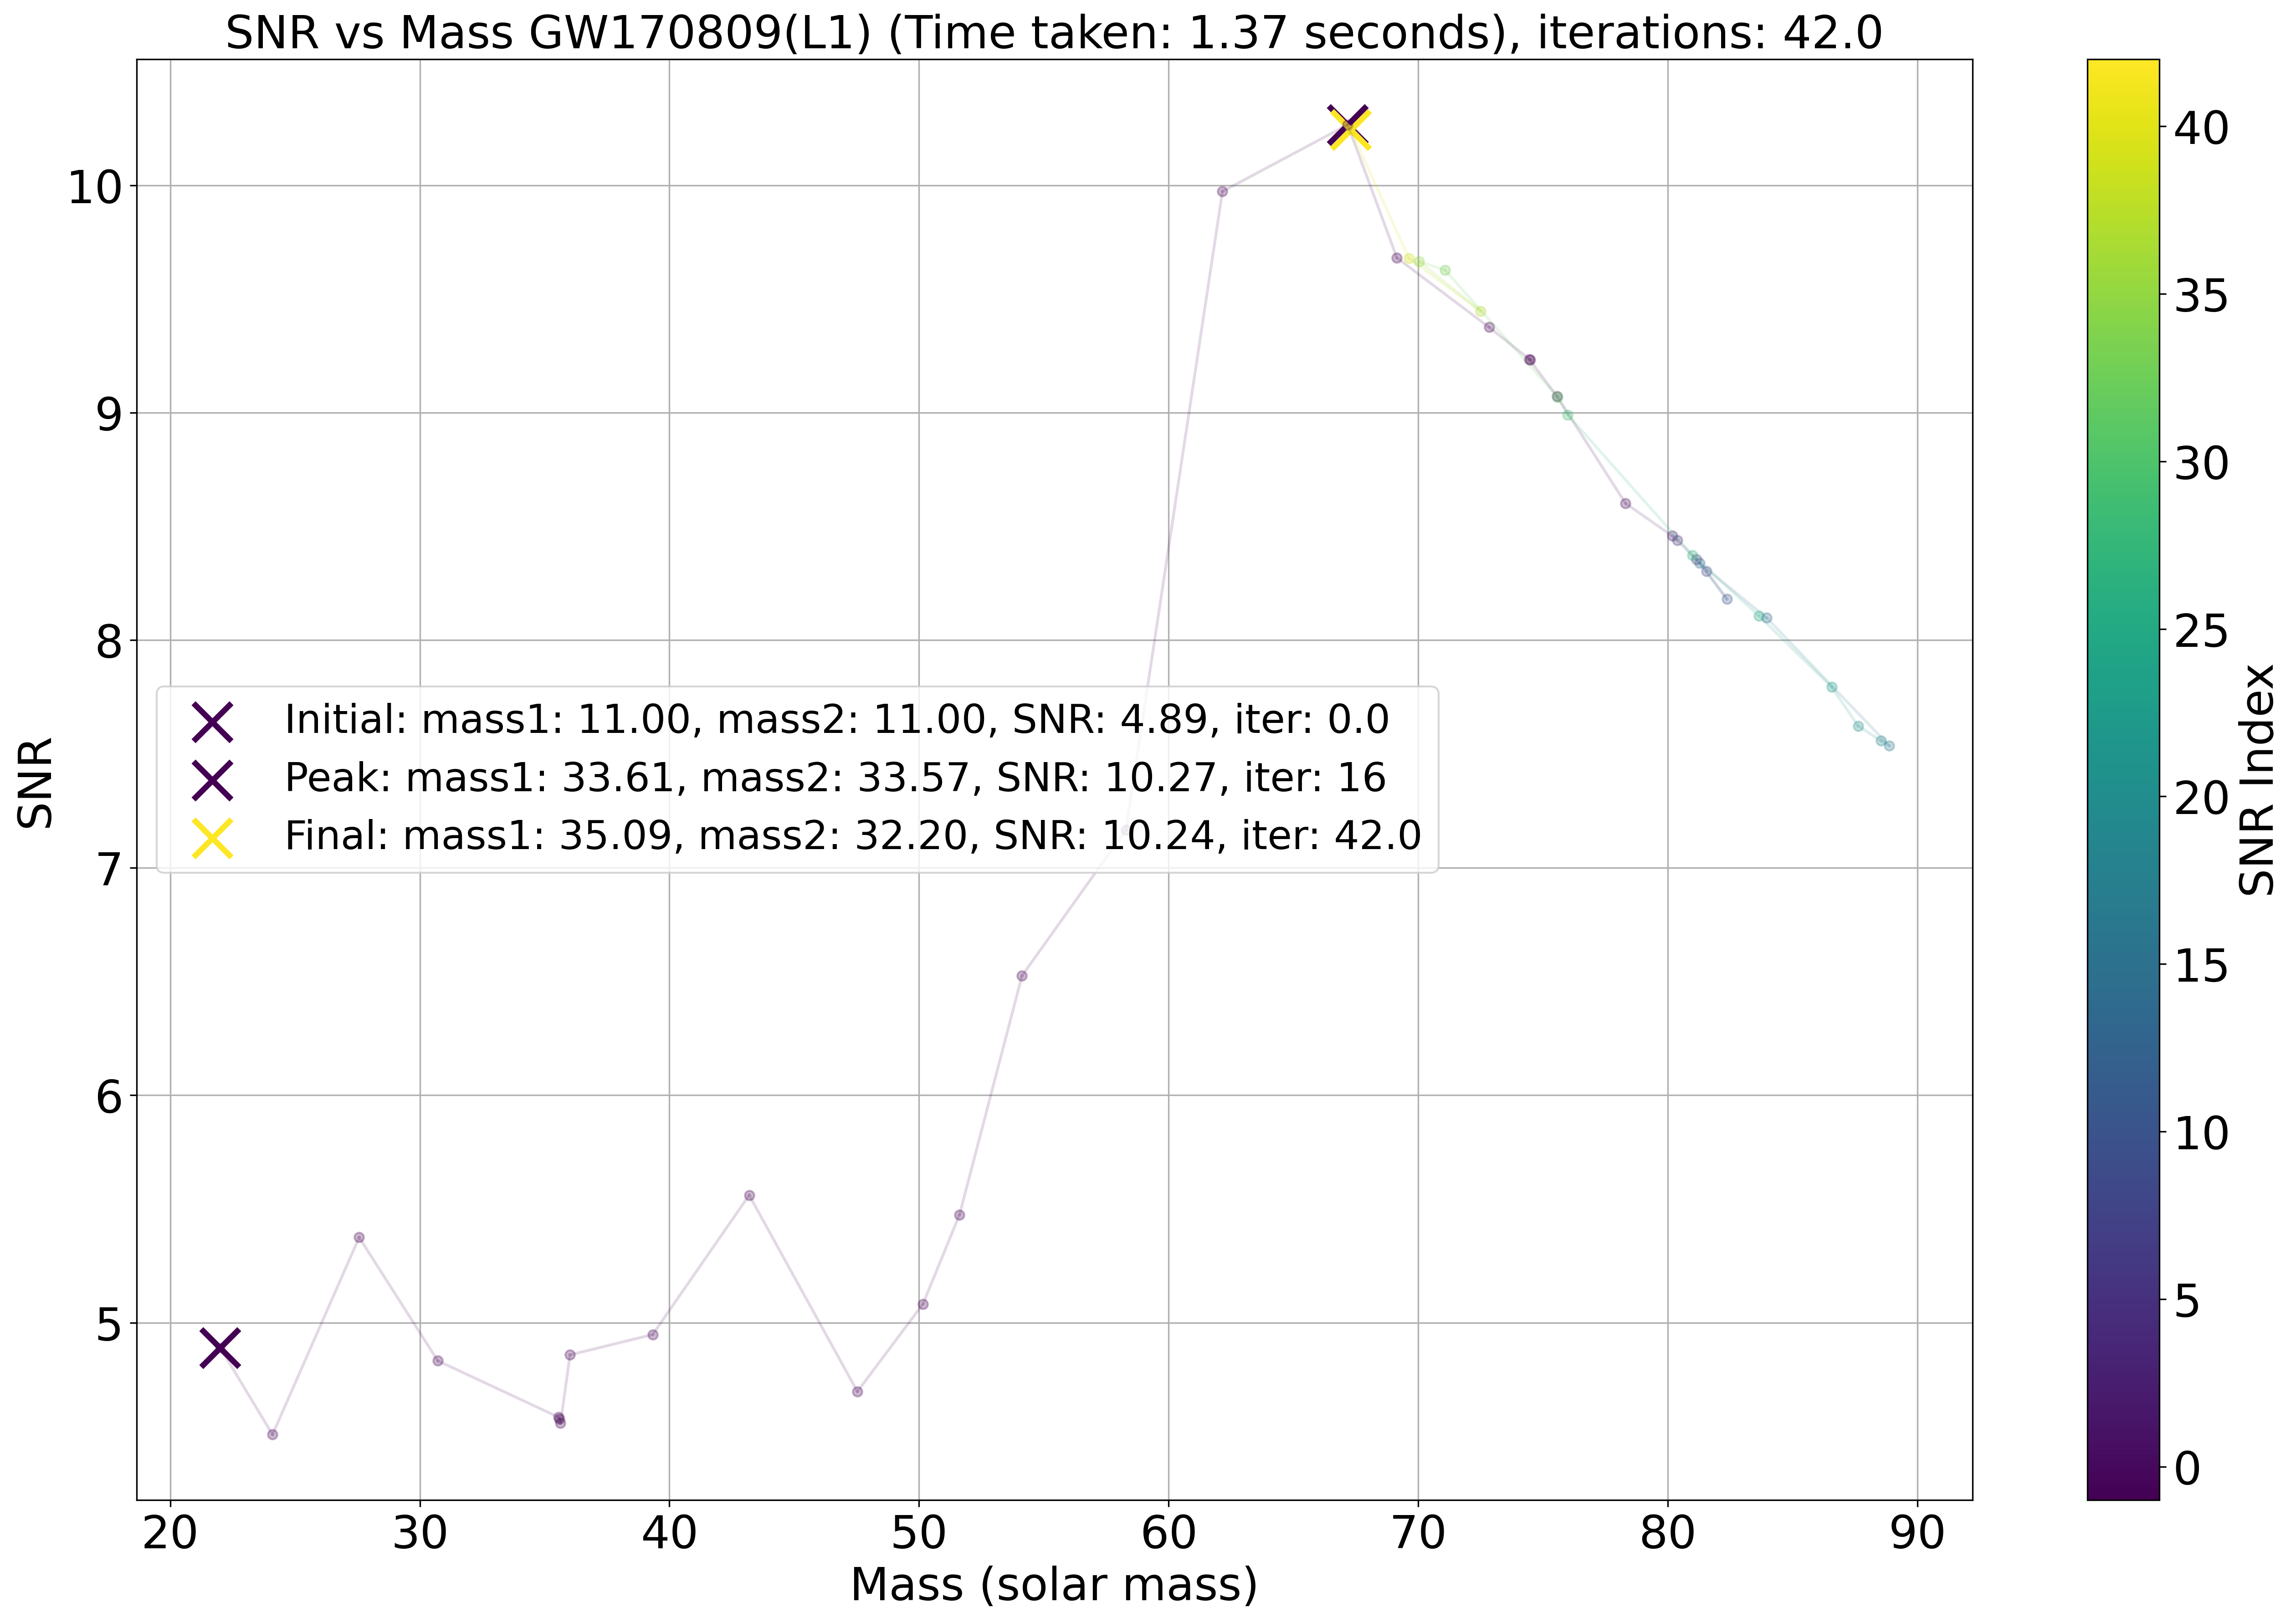 SNR vs Mass GW170809(L1) (Time taken: 1.37 seconds), iterations: 42.0
SNR
10
9
8
7
6
5
Initial: mass1: 11.00, mass2: 11.00, SNR: 4.89, iter: 0.0
Peak: mass1: 33.61, mass2: 33.57, SNR: 10.27, iter: 16
Final: mass1: 35.09, mass2: 32.20, SNR: 10.24, iter: 42.0
20 30 40 50 60 70 80 90
Mass (solar mass)
40
35
30
25
20
15
10
5
0
SNR Index